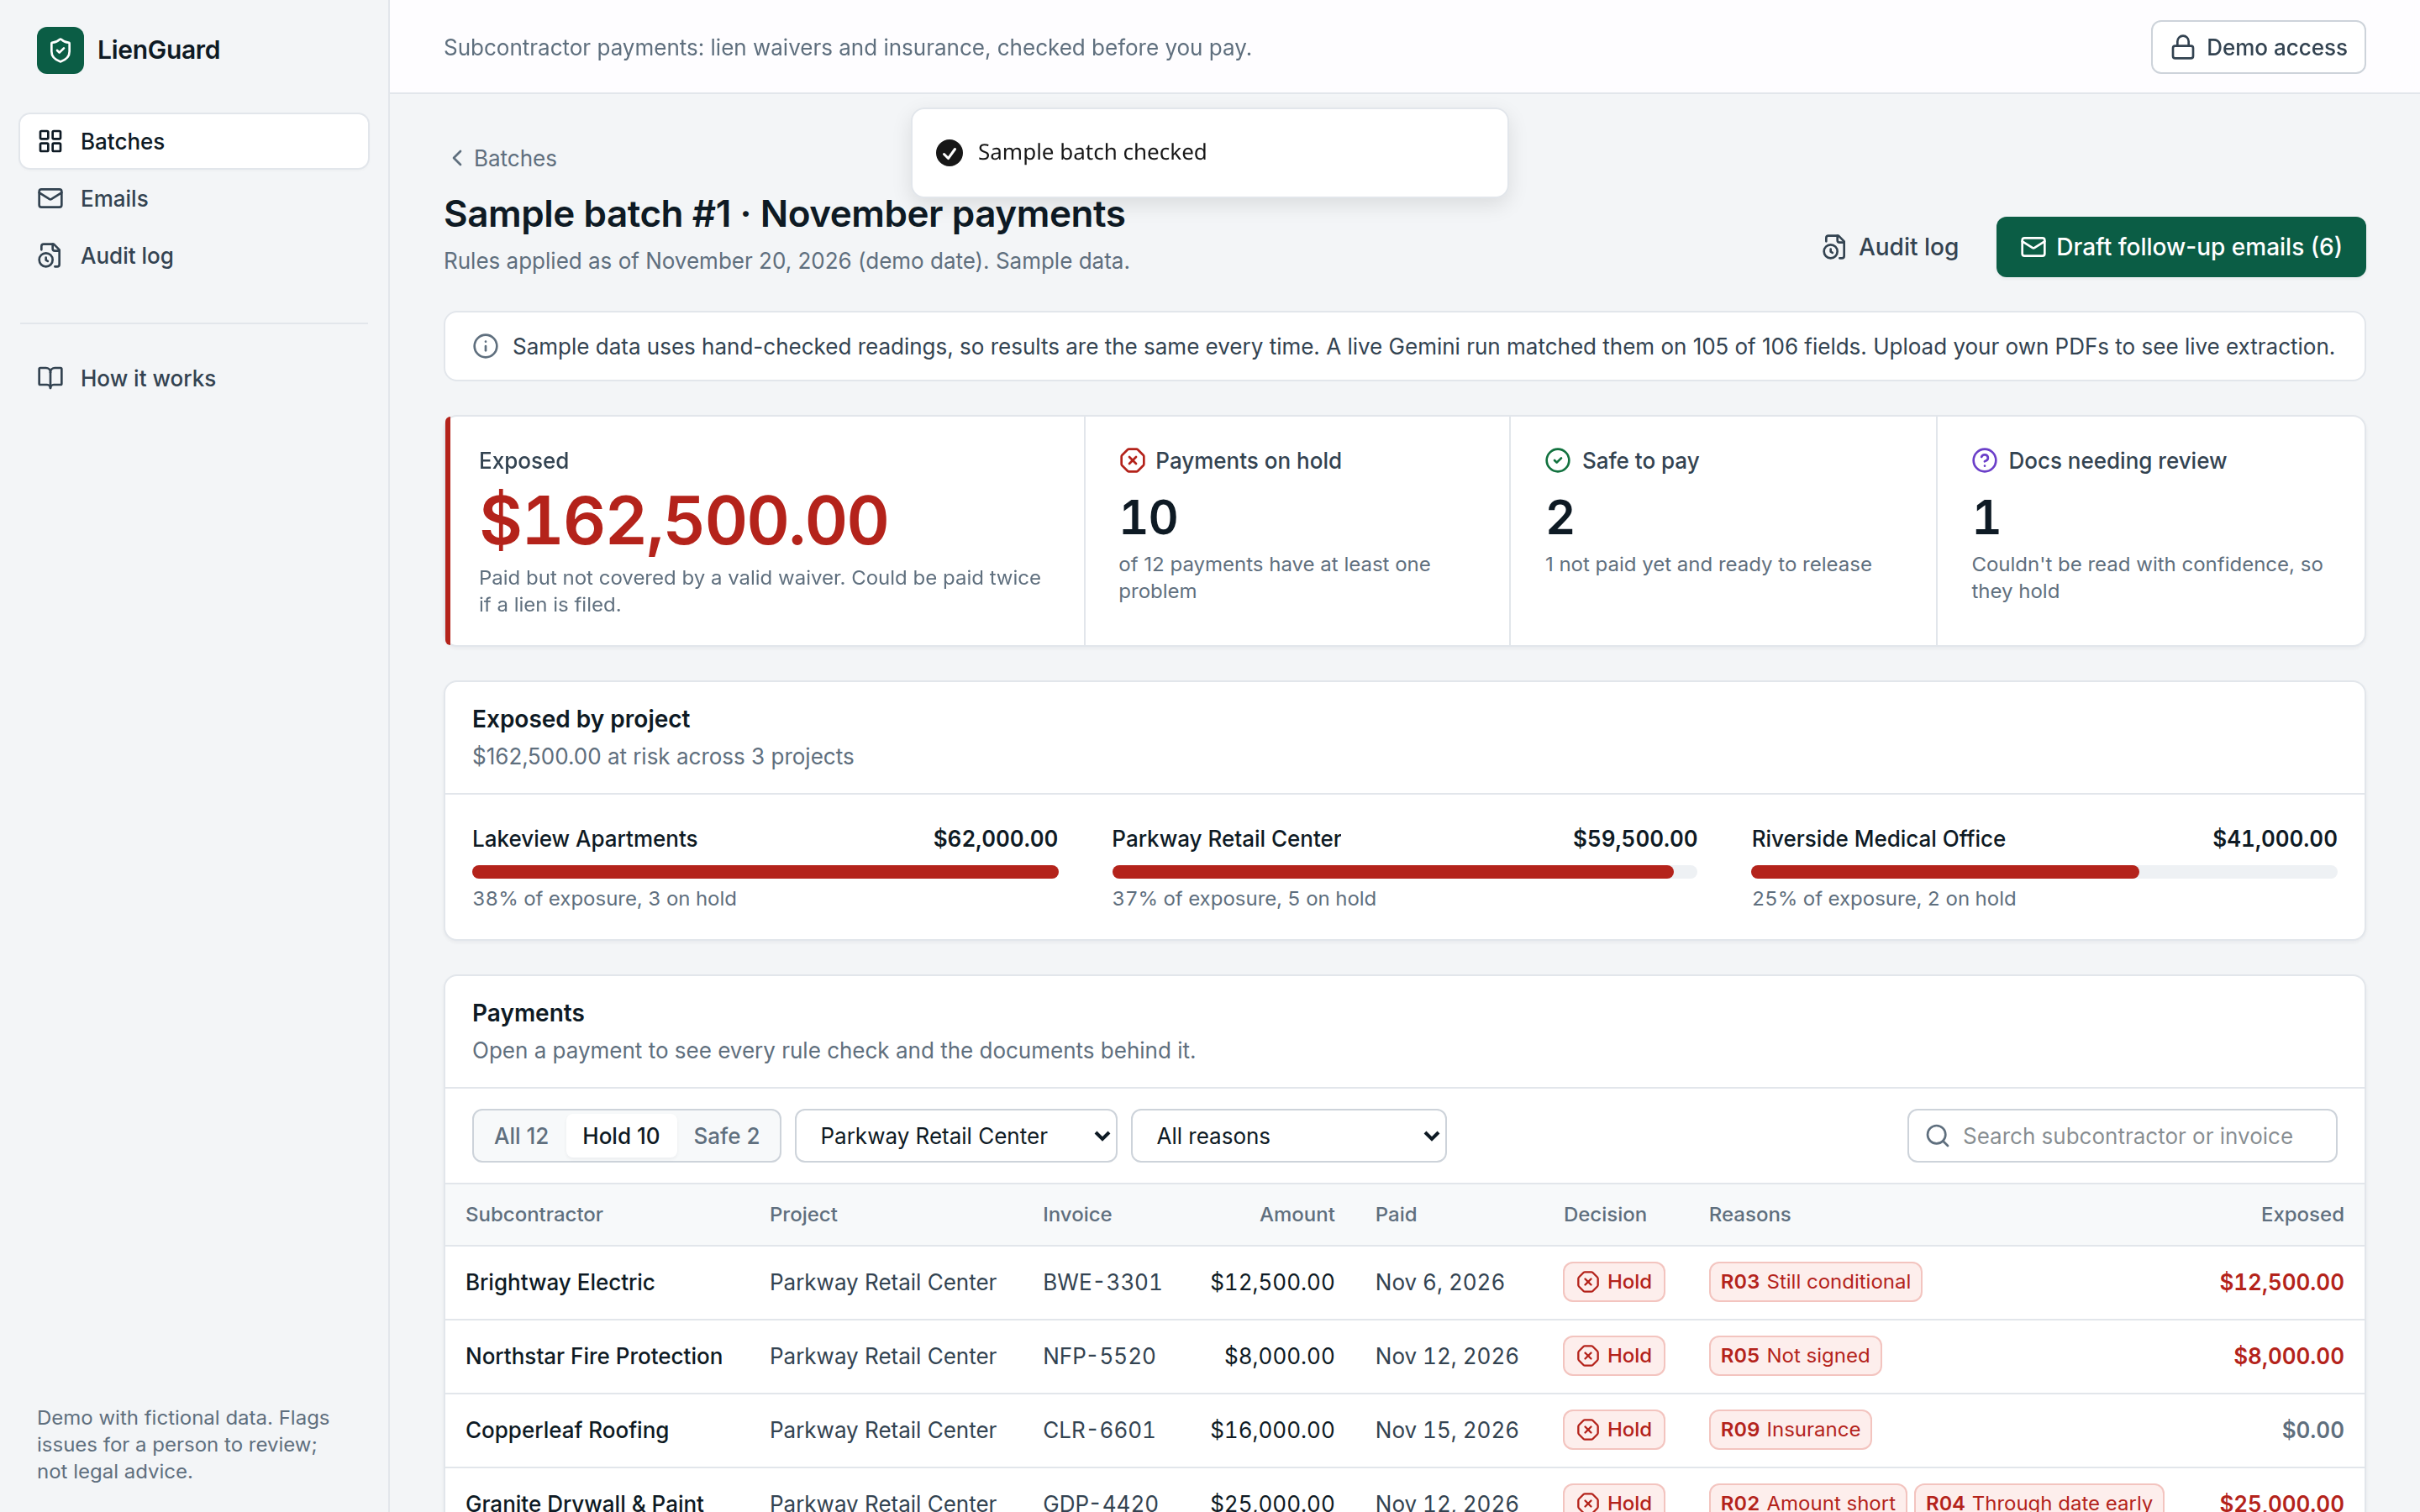 LienGuard
Batches
Emails
Audit log
How it works
Demo with fictional data. Flags
issues for a person to review;
not legal advice.
Subcontractor payments: lien waivers and insurance, checked before you pay.
Demo access
Sample batch checked
Batches
Sample batch #1 · November payments
Rules applied as of November 20, 2026 (demo date). Sample data.
Audit log
Draft follow-up emails (6)
Sample data uses hand-checked readings, so results are the same every time. A live Gemini run matched them on 105 of 106 fields. Upload your own PDFs to see live extraction.
Exposed
$162,500.00
Paid but not covered by a valid waiver. Could be paid twice
if a lien is filed.
Payments on hold
10
of 12 payments have at least one
problem
Safe to pay
2
1 not paid yet and ready to release
Docs needing review
1
Couldn't be read with confidence, so
they hold
Exposed by project
$162,500.00 at risk across 3 projects
Lakeview Apartments $62,000.00
38% of exposure, 3 on hold
Parkway Retail Center $59,500.00
37% of exposure, 5 on hold
Riverside Medical Office $41,000.00
25% of exposure, 2 on hold
Payments
Open a payment to see every rule check and the documents behind it.
All 12 Hold 10 Safe 2 Parkway Retail Center All reasons Search subcontractor or invoice
Subcontractor Project Invoice Amount Paid Decision Reasons Exposed
Brightway Electric Parkway Retail Center BWE-3301 $12,500.00 Nov 6, 2026 Hold R03 Still conditional $12,500.00
Northstar Fire Protection Parkway Retail Center NFP-5520 $8,000.00 Nov 12, 2026 Hold R05 Not signed $8,000.00
Copperleaf Roofing Parkway Retail Center CLR-6601 $16,000.00 Nov 15, 2026 Hold R09 Insurance $0.00
Granite Drywall & Paint Parkway Retail Center GDP-4420 $25,000.00 Nov 12, 2026 Hold R02 Amount short R04 Through date early $25,000.00